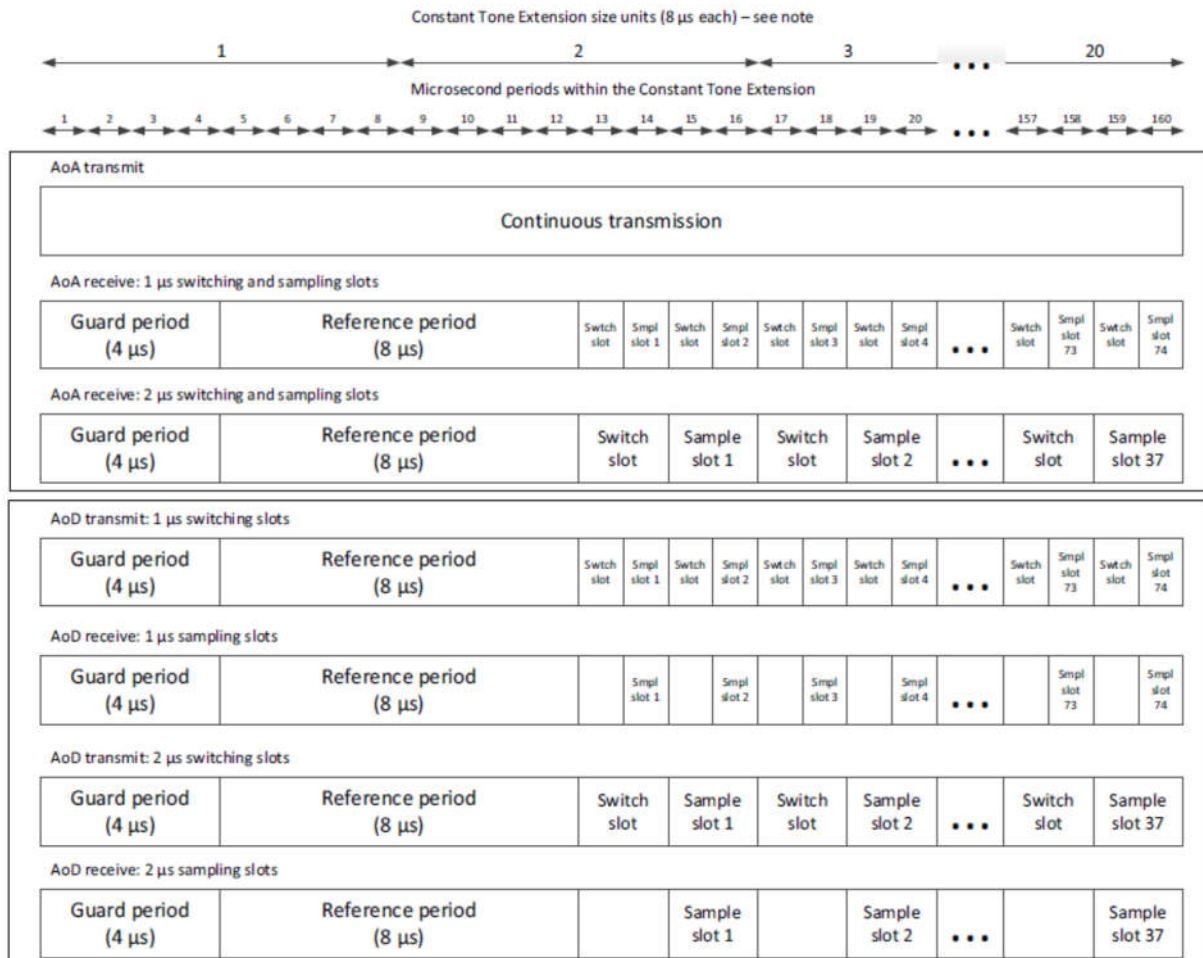 Constant Tone Extension size units (8 µs each) – see note
1 2 3 ••• 20
Microsecond periods within the Constant Tone Extension
1 2 3 4 5 6 7 8 9 10 11 12 13 14 15 16 17 18 19 20 ••• 157 158 159 160
AoA transmit
Continuous transmission
AoA receive: 1 µs switching and sampling slots
Guard period Reference period Swtch Smpl Swtch Smpl Swtch Smpl Swtch Smpl Swtch Smpl Swtch Smpl
(4 µs) (8 µs) slot slot 1 slot slot 2 slot slot 3 slot slot 4 ••• slot slot slot slot
73 74
AoA receive: 2 µs switching and sampling slots
Guard period Reference period Switch Sample Switch Sample Switch Sample
(4 µs) (8 µs) slot slot 1 slot slot 2 ••• slot slot 37
AoD transmit: 1 µs switching slots
Guard period Reference period Swtch Smpl Swtch Smpl Swtch Smpl Swtch Smpl Swtch Smpl Swtch Smpl
(4 µs) (8 µs) slot slot 1 slot slot 2 slot slot 3 slot slot 4 ••• slot slot slot slot
73 74
AoD receive: 1 µs sampling slots
Guard period Reference period Smpl Smpl Smpl Smpl Smpl Smpl
(4 µs) (8 µs) slot 1 slot 2 slot 3 slot 4 ••• slot slot
73 74
AoD transmit: 2 µs switching slots
Guard period Reference period Switch Sample Switch Sample Switch Sample
(4 µs) (8 µs) slot slot 1 slot slot 2 ••• slot slot 37
AoD receive: 2 µs sampling slots
Guard period Reference period Sample Sample Sample
(4 µs) (8 µs) slot 1 slot 2 ••• slot 37